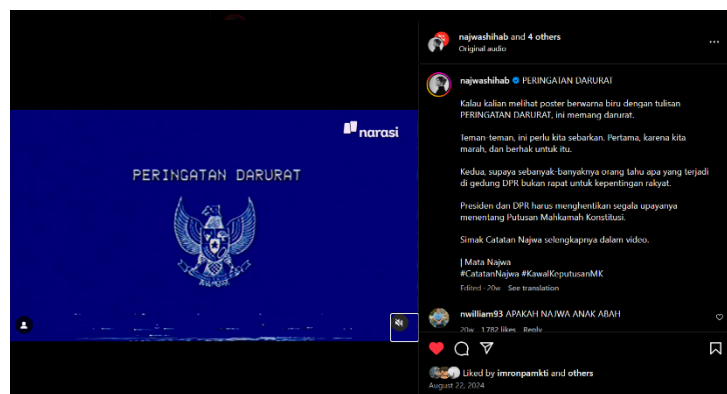 narasi
PERINGATAN DARURAT
najwashihab and 4 others
Original audio
najwashihab PERINGATAN DARURAT
Kalau kalian melihat poster berwarna biru dengan tulisan
PERINGATAN DARURAT, ini memang darurat.
Teman-teman, ini perlu kita sebarkan. Pertama, karena kita
marah, dan berhak untuk itu.
Kedua, supaya sebanyak-banyaknya orang tahu apa yang terjadi
di gedung DPR bukan rapat untuk kepentingan rakyat.
Presiden dan DPR harus menghentikan segala upayanya
menentang Putusan Mahkamah Konstitusi.
Simak Catatan Najwa selengkapnya dalam video.
| Mata Najwa
#CatatanNajwa #KawalKeputusanMK
Edited · 20w See translation
nwilliam93 APAKAH NAJWA ANAK ABAH
20w 1782 likes Reply
Liked by imronpamkti and others
August 22, 2024